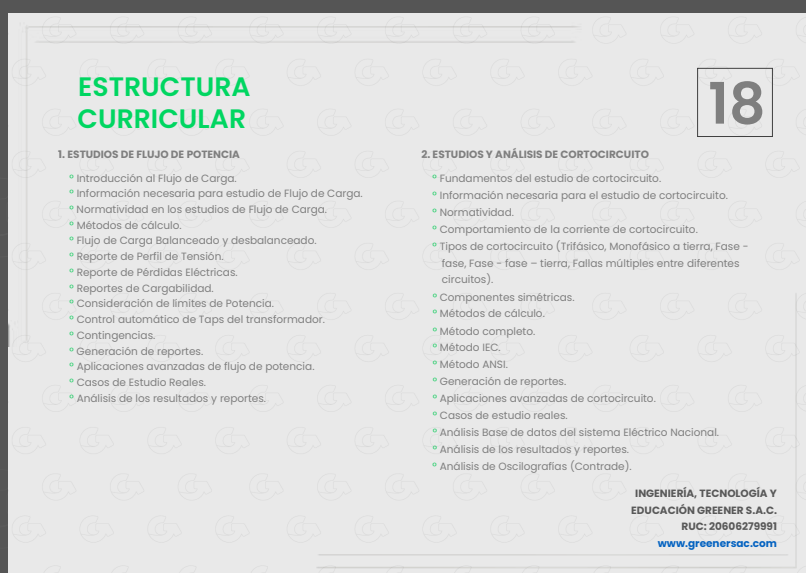 ESTRUCTURA
CURRICULAR
18
1. ESTUDIOS DE FLUJO DE POTENCIA
° Introducción al Flujo de Carga.
° Información necesaria para estudio de Flujo de Carga.
° Normatividad en los estudios de Flujo de Carga.
° Métodos de cálculo.
° Flujo de Carga Balanceado y desbalanceado.
° Reporte de Perfil de Tensión.
° Reporte de Pérdidas Eléctricas.
° Reportes de Cargabilidad.
° Consideración de límites de Potencia.
° Control automático de Taps del transformador.
° Contingencias.
° Generación de reportes.
° Aplicaciones avanzadas de flujo de potencia.
° Casos de Estudio Reales.
° Análisis de los resultados y reportes.
2. ESTUDIOS Y ANÁLISIS DE CORTOCIRCUITO
° Fundamentos del estudio de cortocircuito.
° Información necesaria para el estudio de cortocircuito.
° Normatividad.
° Comportamiento de la corriente de cortocircuito.
° Tipos de cortocircuito (Trifásico, Monofásico a tierra, Fase -
fase, Fase - fase – tierra, Fallas múltiples entre diferentes
circuitos).
° Componentes simétricas.
° Métodos de cálculo.
° Método completo.
° Método IEC.
° Método ANSI.
° Generación de reportes.
° Aplicaciones avanzadas de cortocircuito.
° Casos de estudio reales.
° Análisis Base de datos del sistema Eléctrico Nacional.
° Análisis de los resultados y reportes.
° Análisis de Oscilografías (Contrade).
INGENIERÍA, TECNOLOGÍA Y
EDUCACIÓN GREENER S.A.C.
RUC: 20606279991
www.greenersac.com